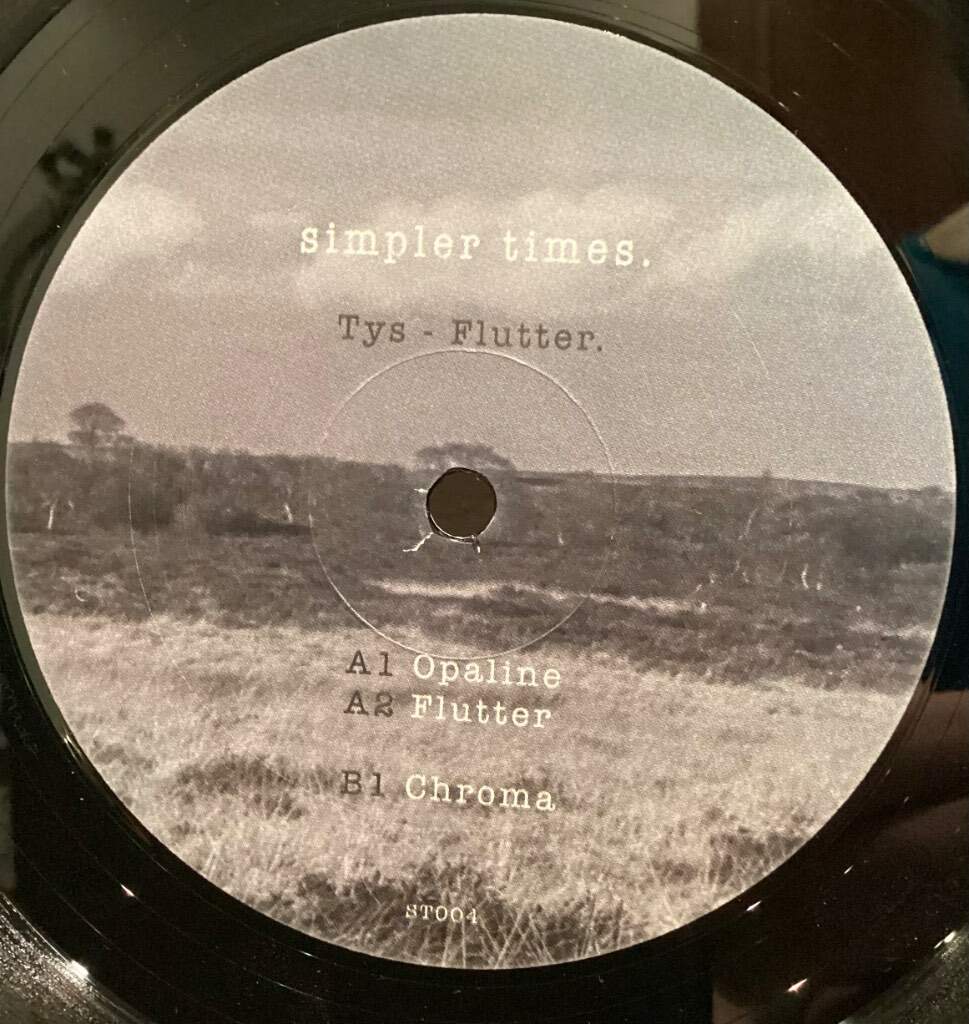 simpler times.
Tys - Flutter.
A1 Opaline
A2 Flutter
B1 Chroma
ST004